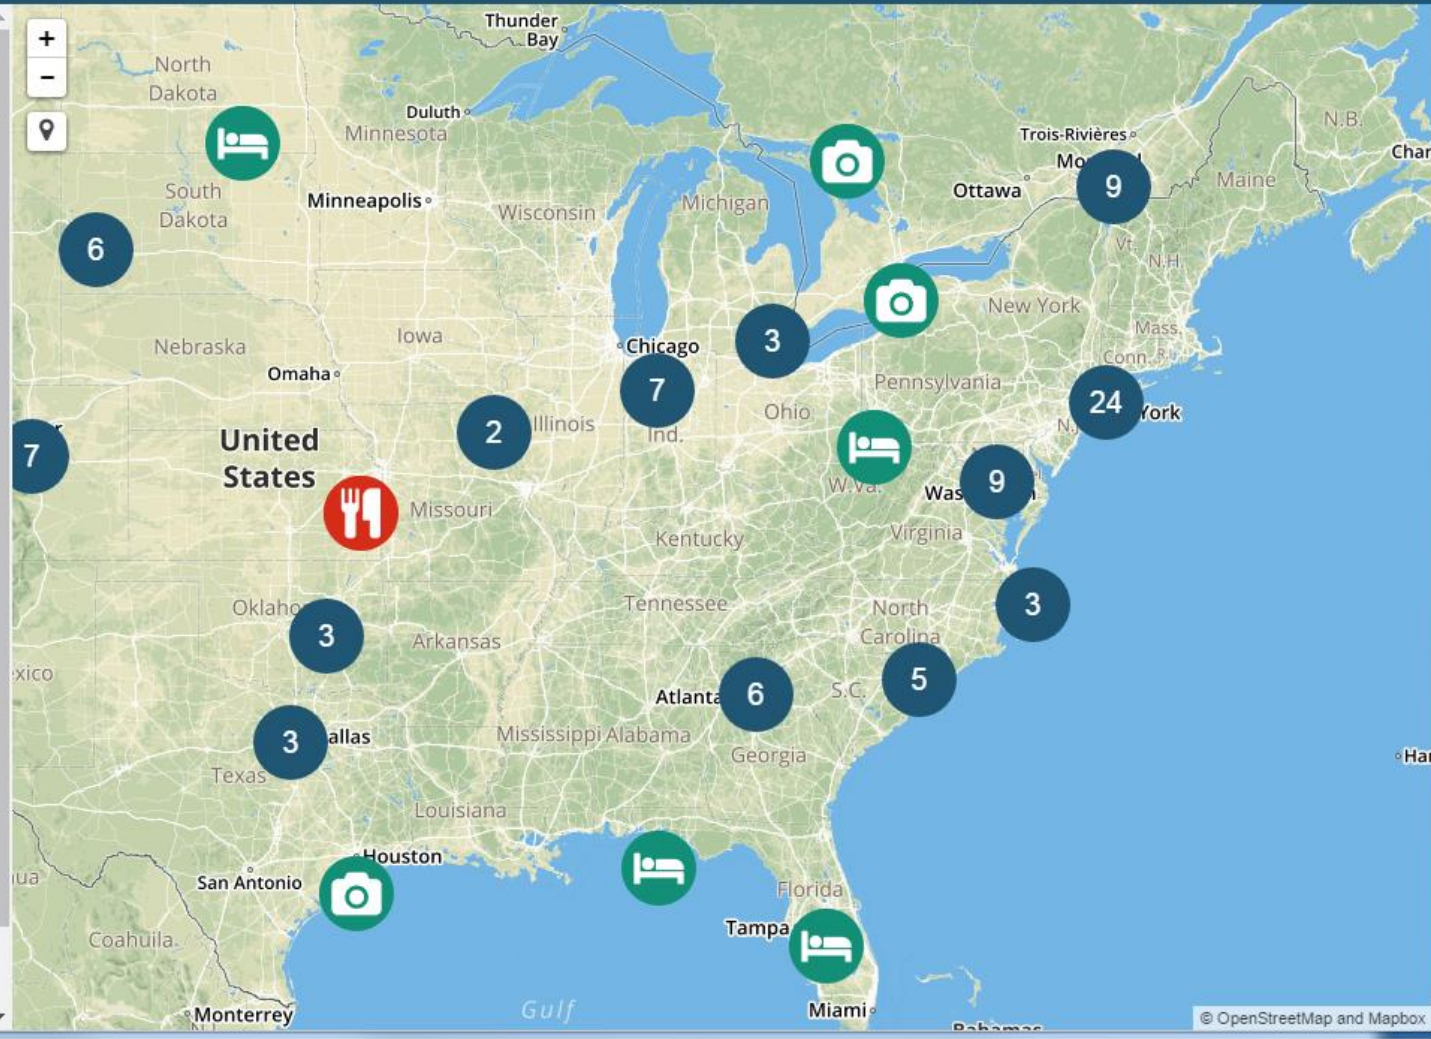 Thunder
Bay
+
−
North
Dakota
Duluth
Minnesota
Trois-Rivières
N.B.
Ottawa
Maine
South
Dakota
Minneapolis
Wisconsin
Michigan
9
6
Vt.
N.H.
New York
Mass.
Nebraska
Iowa
Chicago
3
Conn.
R.
Omaha
7
Ohio
Pennsylvania
24
York
N.J.
2
Illinois
Ind.
United
States
7
W.Va.
9
Missouri
Kentucky
Virginia
Tennessee
North
Carolina
3
3
Arkansas
Atlanta
6
S.C.
5
3
allas
Mississippi
Alabama
Georgia
Texas
Louisiana
Houston
San Antonio
Florida
Tampa
Coahuila
Monterrey
Gulf
Miami
© OpenStreetMap and Mapbox